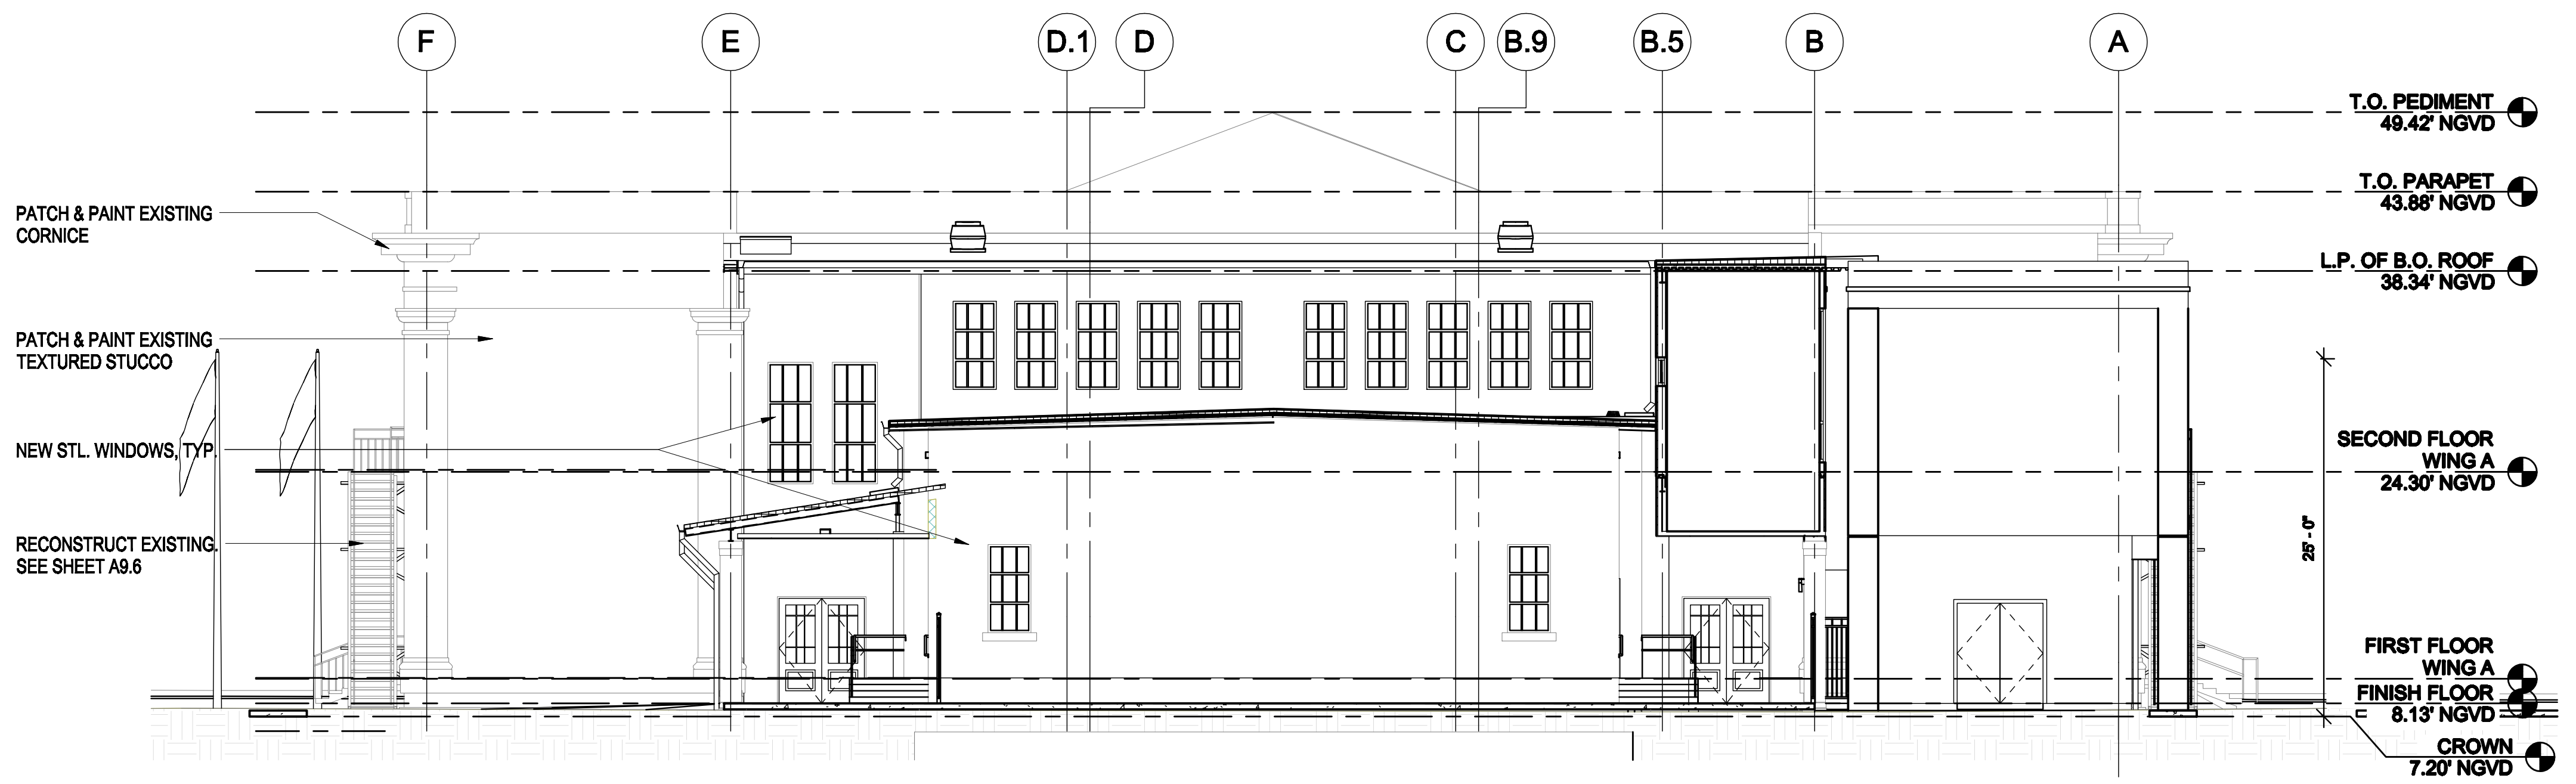 F E D.1 D C B.9 B.5 B A
T.O. PEDIMENT
49.42' NGVD
T.O. PARAPET
43.88' NGVD
PATCH & PAINT EXISTING
CORNICE
L.P. OF B.O. ROOF
38.34' NGVD
PATCH & PAINT EXISTING
TEXTURED STUCCO
NEW STL. WINDOWS, TYP.
SECOND FLOOR
WING A
24.30' NGVD
RECONSTRUCT EXISTING.
SEE SHEET A9.6
25' - 0"
FIRST FLOOR
WING A
FINISH FLOOR
8.13' NGVD
CROWN
7.20' NGVD